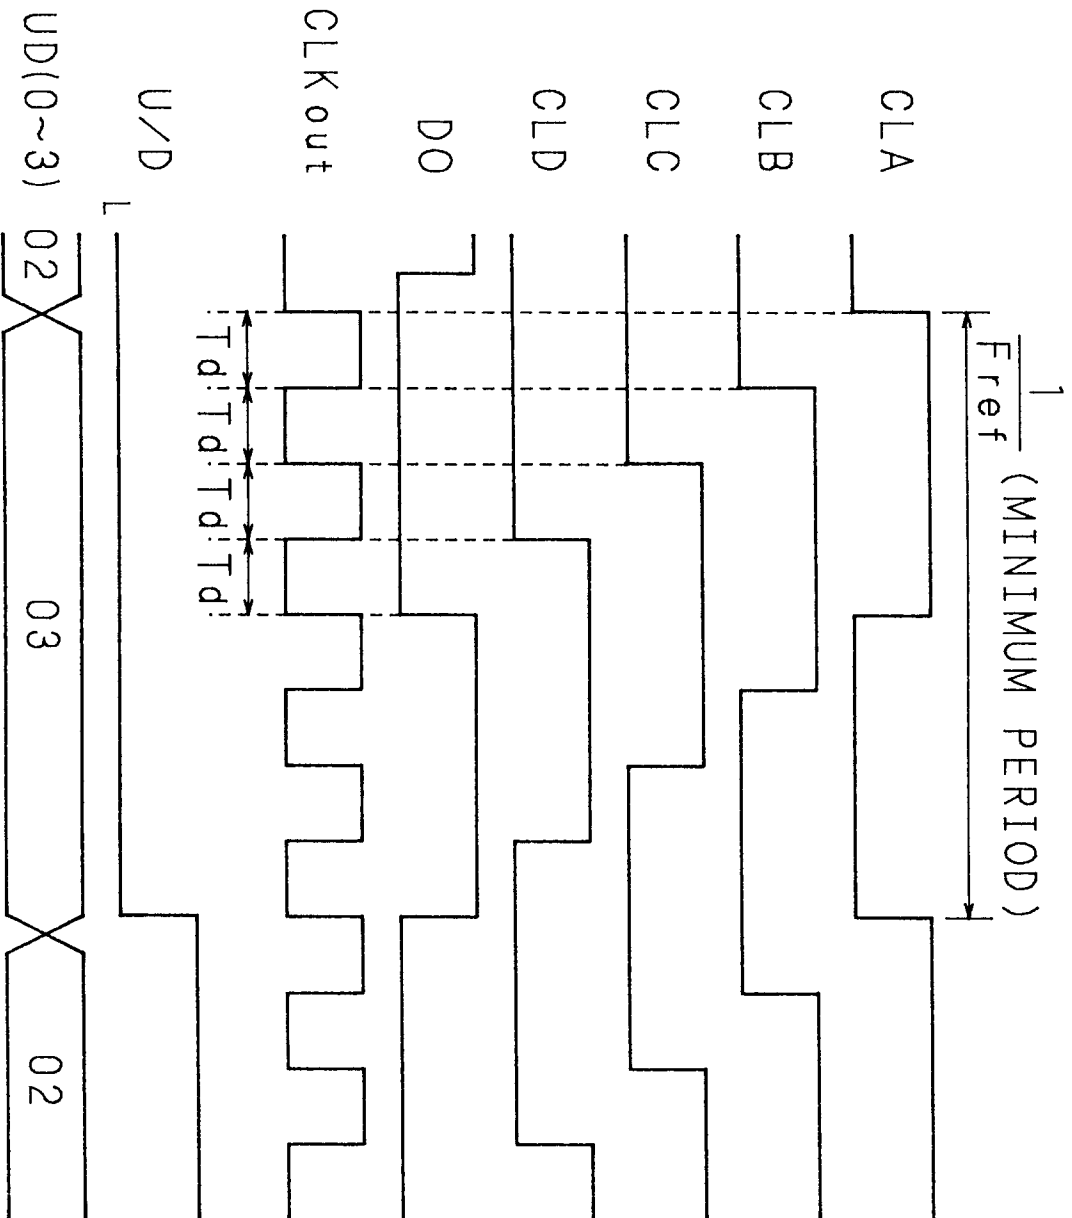 1
Fref (MINIMUM PERIOD)
CLA
CLB
CLC
CLD
DO
CLKout
Td Td Td Td
U/D L
UD(0~3) 02 03 02